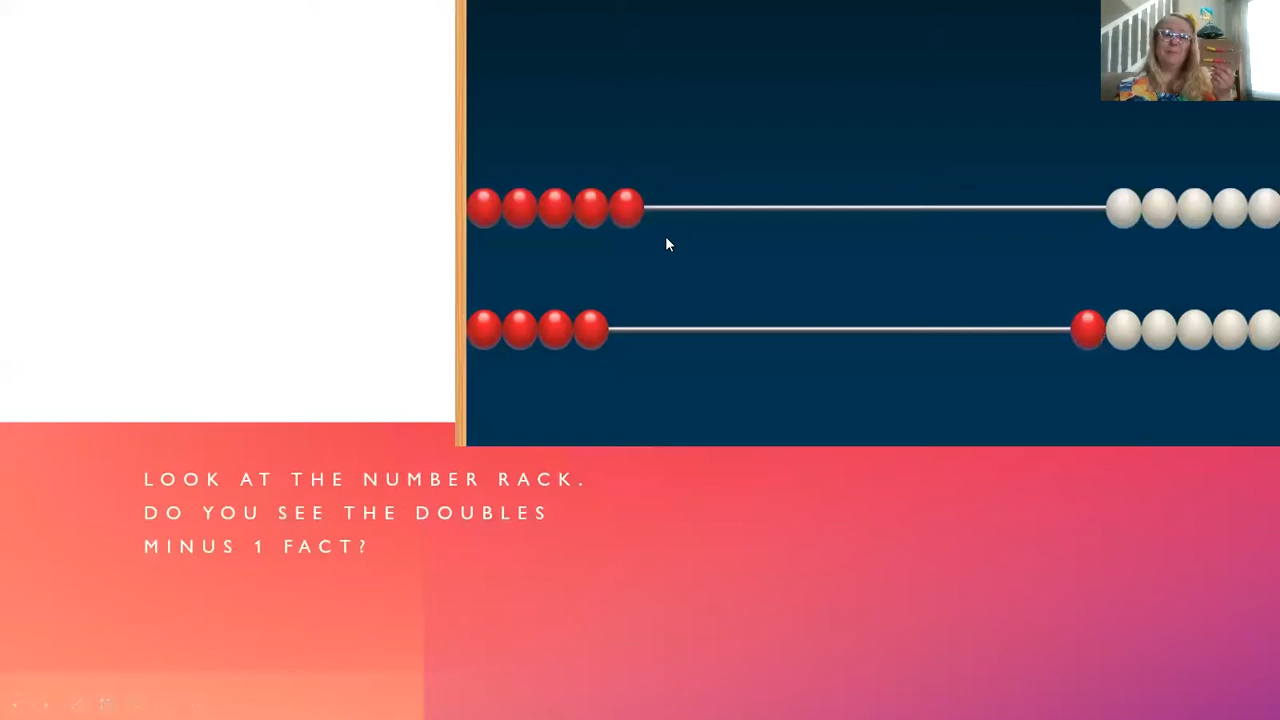 LOOK AT THE NUMBER RACK.
DO YOU SEE THE DOUBLES
MINUS 1 FACT?